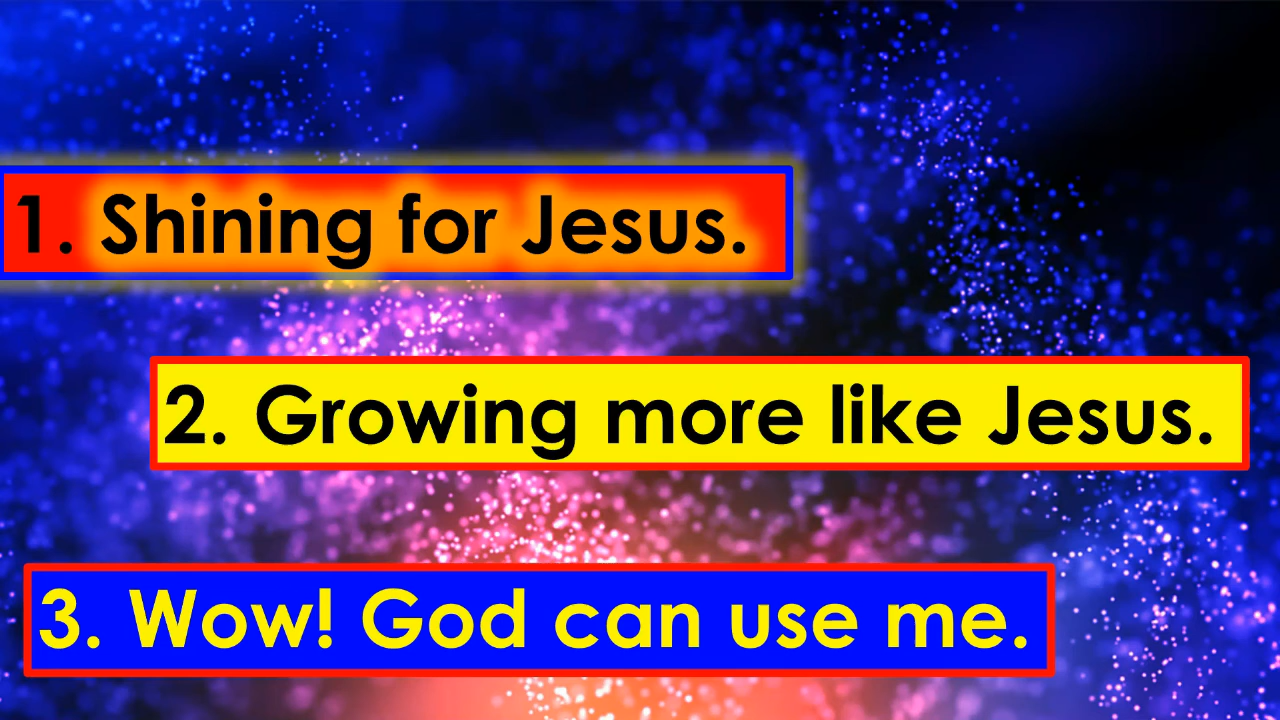 1. Shining for Jesus.
2. Growing more like Jesus.
3. Wow! God can use me.